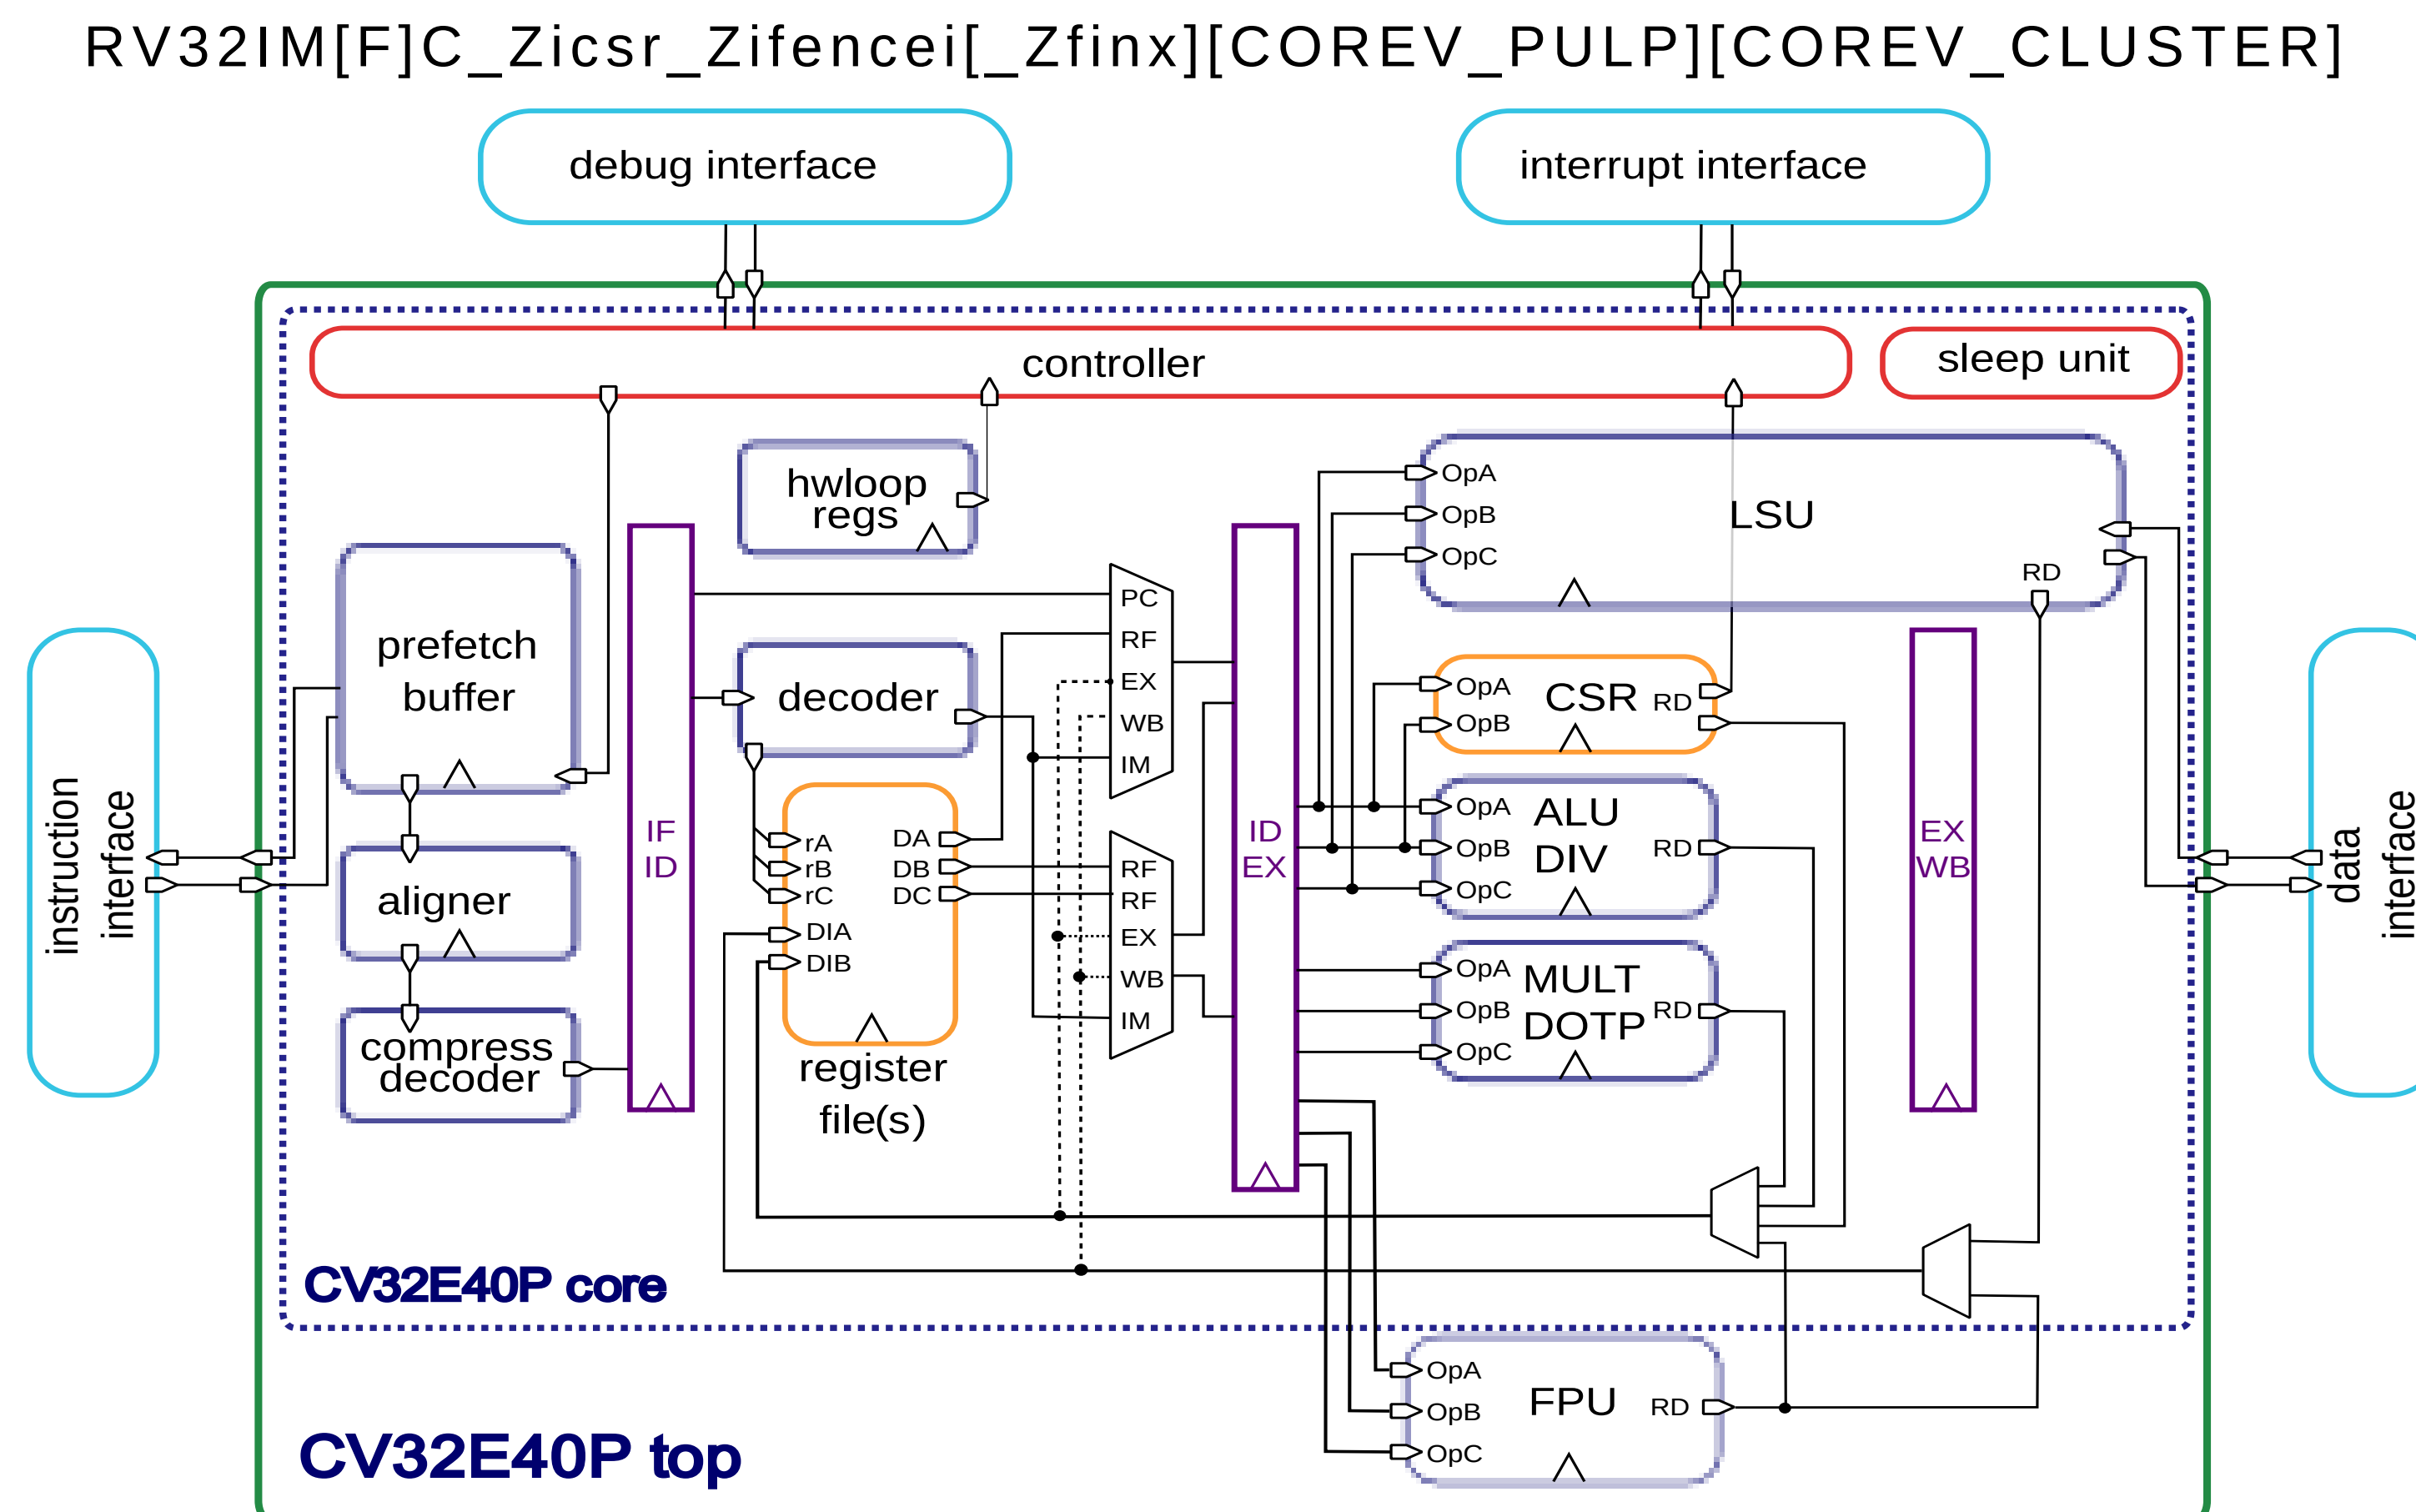 RV32IM[F]C_Zicsr_Zifencei[_Zfinx][COREV_PULP][COREV_CLUSTER]
debug interface
interrupt interface
controller
sleep unit
hwloop
regs
OpA
OpB
OpC
LSU
RD
prefetch
buffer
instruction
interface
aligner
compress
decoder
IF
ID
decoder
rA
rB
rC
DIA
DIB
DA
DB
DC
register
file(s)
PC
RF
EX
WB
IM
RF
RF
EX
WB
IM
ID
EX
OpA
OpB
CSR
RD
OpA
OpB
OpC
ALU
DIV
RD
OpA
OpB
OpC
MULT
DOTP
RD
EX
WB
data
interface
CV32E40P core
OpA
OpB
OpC
FPU
RD
CV32E40P top